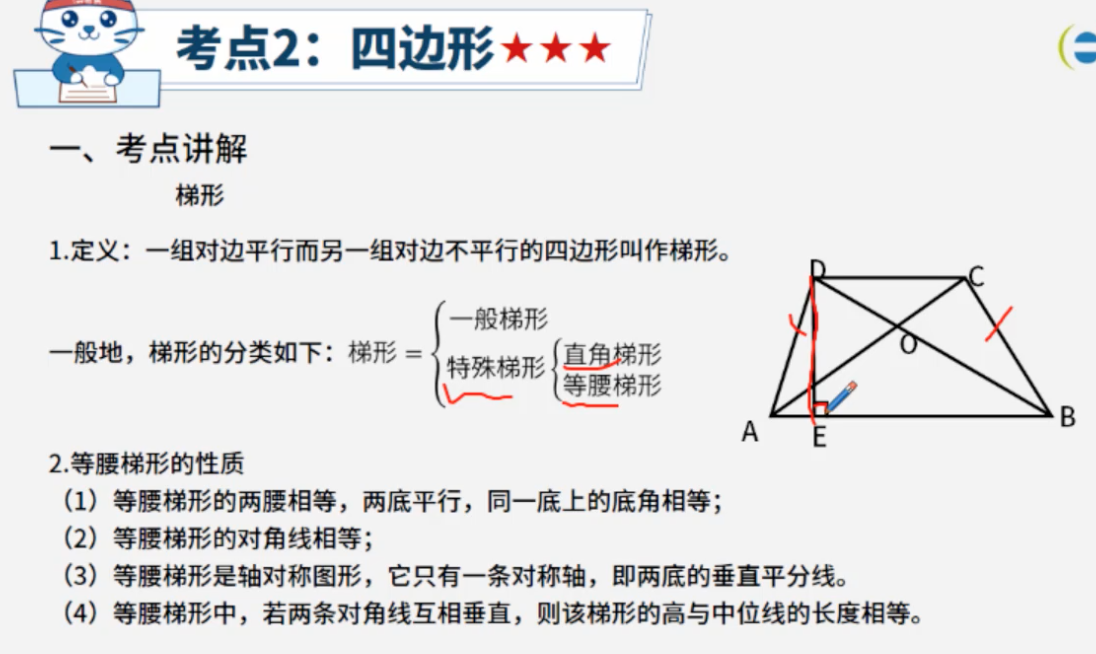 考点2：四边形★★★
一、考点讲解
梯形
1.定义：一组对边平行而另一组对边不平行的四边形叫作梯形。
一般地，梯形的分类如下：梯形 = { 一般梯形
特殊梯形 { 直角梯形
等腰梯形
D
C
O
A
E
B
2.等腰梯形的性质
（1）等腰梯形的两腰相等，两底平行，同一底上的底角相等；
（2）等腰梯形的对角线相等；
（3）等腰梯形是轴对称图形，它只有一条对称轴，即两底的垂直平分线。
（4）等腰梯形中，若两条对角线互相垂直，则该梯形的高与中位线的长度相等。